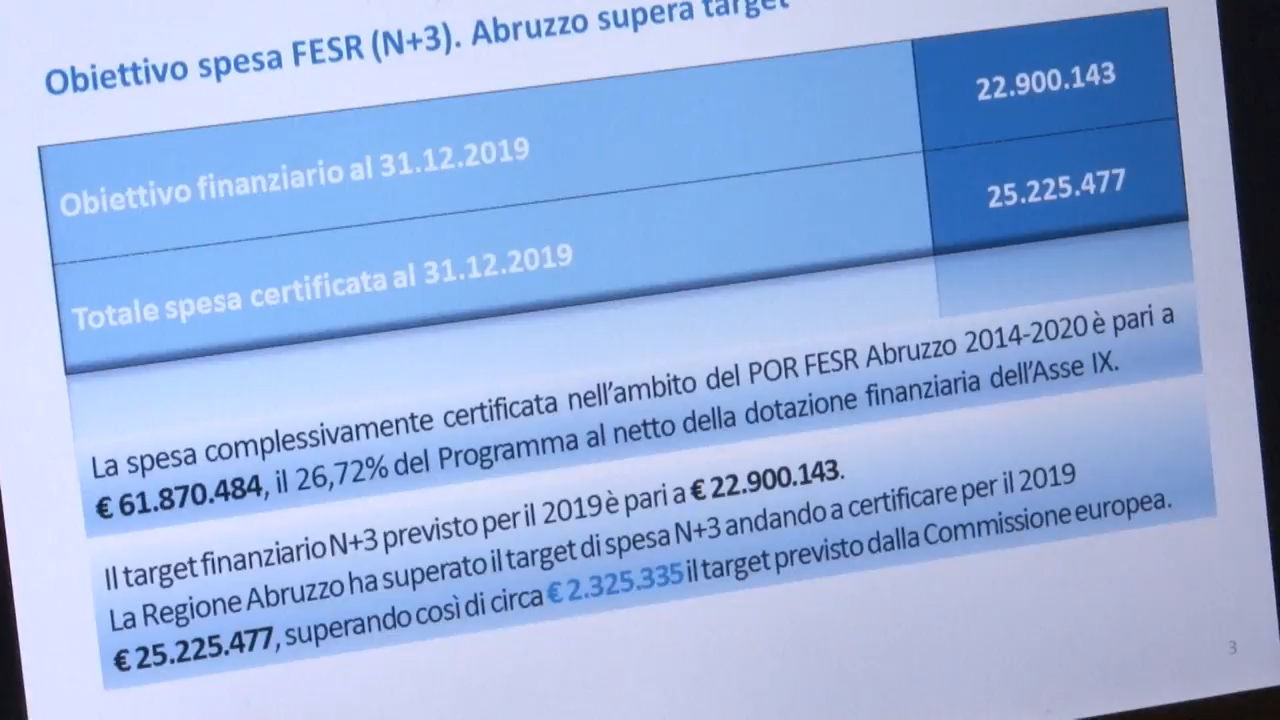 Obiettivo spesa FESR (N+3). Abruzzo supera target
Obiettivo finanziario al 31.12.2019
22.900.143
Totale spesa certificata al 31.12.2019
25.225.477
La spesa complessivamente certificata nell'ambito del POR FESR Abruzzo 2014-2020 è pari a
€ 61.870.484, il 26,72% del Programma al netto della dotazione finanziaria dell'Asse IX.
Il target finanziario N+3 previsto per il 2019 è pari a € 22.900.143.
La Regione Abruzzo ha superato il target di spesa N+3 andando a certificare per il 2019
€ 25.225.477, superando così di circa € 2.325.335 il target previsto dalla Commissione europea.
3